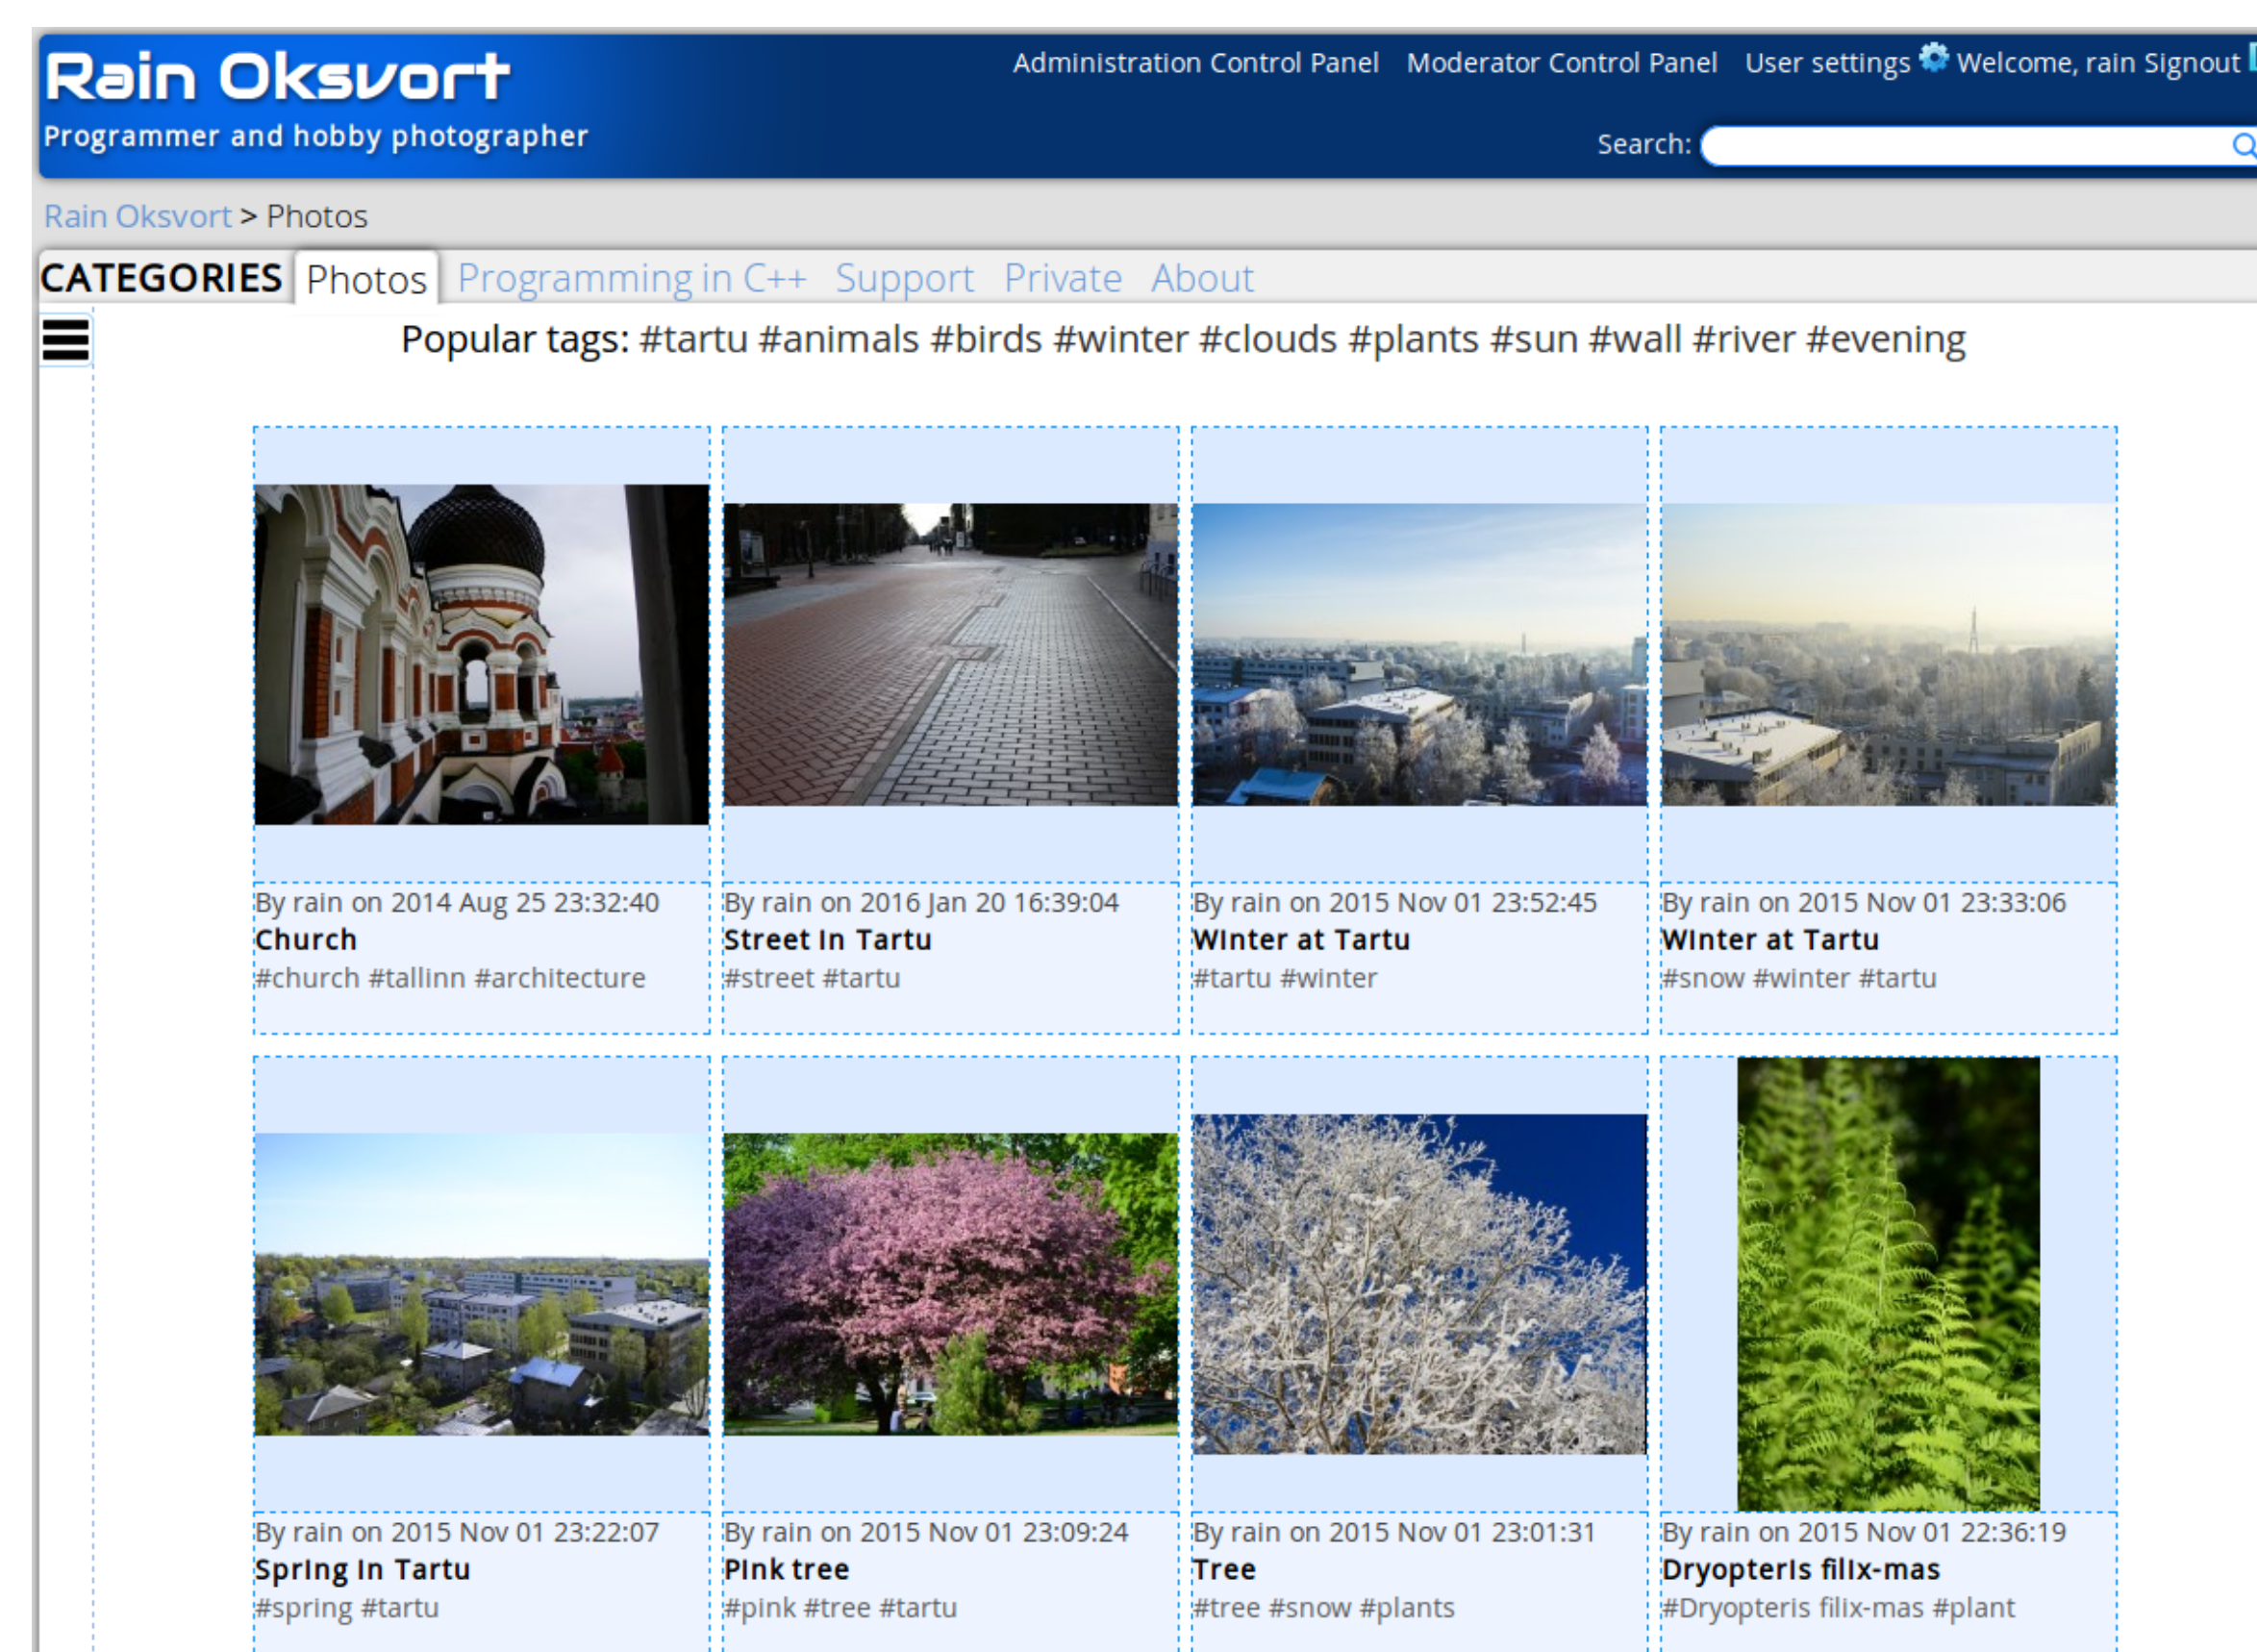 Rain Oksvort
Programmer and hobby photographer
Administration Control Panel Moderator Control Panel User settings Welcome, rain Signout
Search:
Rain Oksvort > Photos
CATEGORIES Photos Programming in C++ Support Private About
Popular tags: #tartu #animals #birds #winter #clouds #plants #sun #wall #river #evening
By rain on 2014 Aug 25 23:32:40
Church
#church #tallinn #architecture
By rain on 2016 Jan 20 16:39:04
Street in Tartu
#street #tartu
By rain on 2015 Nov 01 23:52:45
Winter at Tartu
#tartu #winter
By rain on 2015 Nov 01 23:33:06
Winter at Tartu
#snow #winter #tartu
By rain on 2015 Nov 01 23:22:07
Spring in Tartu
#spring #tartu
By rain on 2015 Nov 01 23:09:24
Pink tree
#pink #tree #tartu
By rain on 2015 Nov 01 23:01:31
Tree
#tree #snow #plants
By rain on 2015 Nov 01 22:36:19
Dryopteris filix-mas
#Dryopteris filix-mas #plant